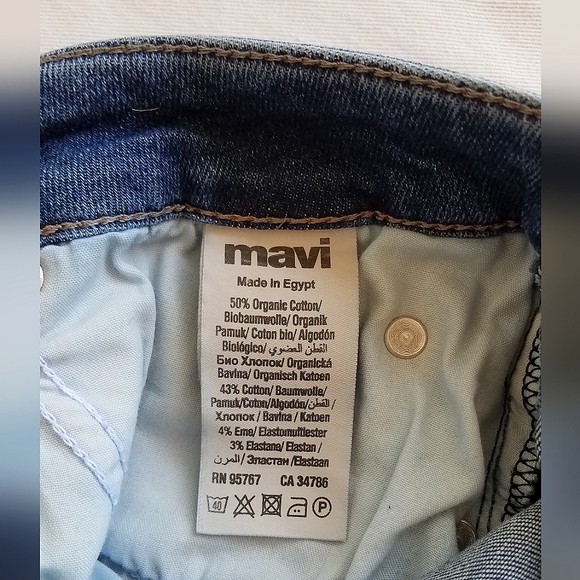 mavi
Made In Egypt
50% Organic Cotton/
Biobaumwolle/ Organik
Pamuk/ Coton bio/ Algodón
Biológico/ القطن العضوي/
Био Хлопок/ Organická
Bavlna/ Organisch Katoen
43% Cotton/ Baumwolle/
Pamuk/Coton/Algodón/القطن/
Хлопок / Bavlna / Katoen
4% Eme/ Elastomultiester
3% Elastane/ Elastan /
المرن/ Эластан /Elastaan
RN 95767 CA 34786
40 P